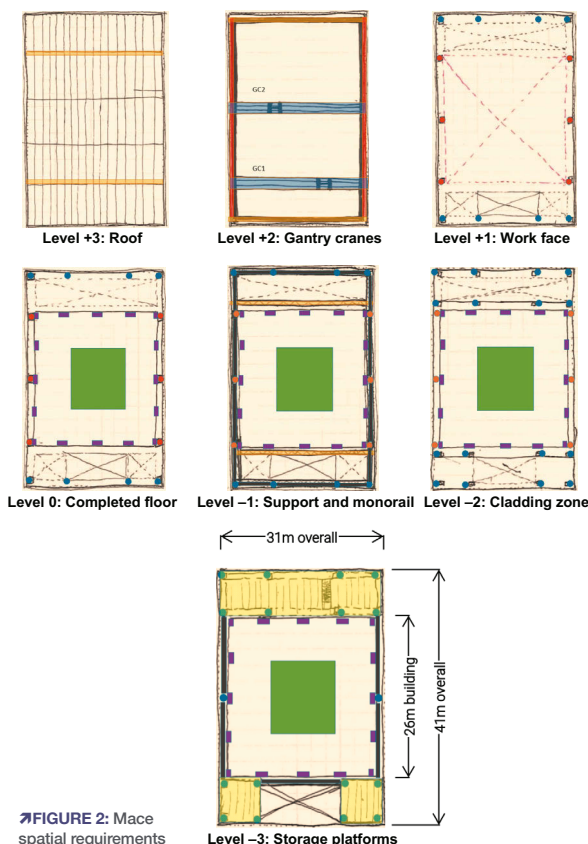 GC2
GC1
Level +3: Roof
Level +2: Gantry cranes
Level +1: Work face
Level 0: Completed floor
Level –1: Support and monorail
Level –2: Cladding zone
31m overall
26m building
41m overall
↗FIGURE 2: Mace
spatial requirements
Level –3: Storage platforms